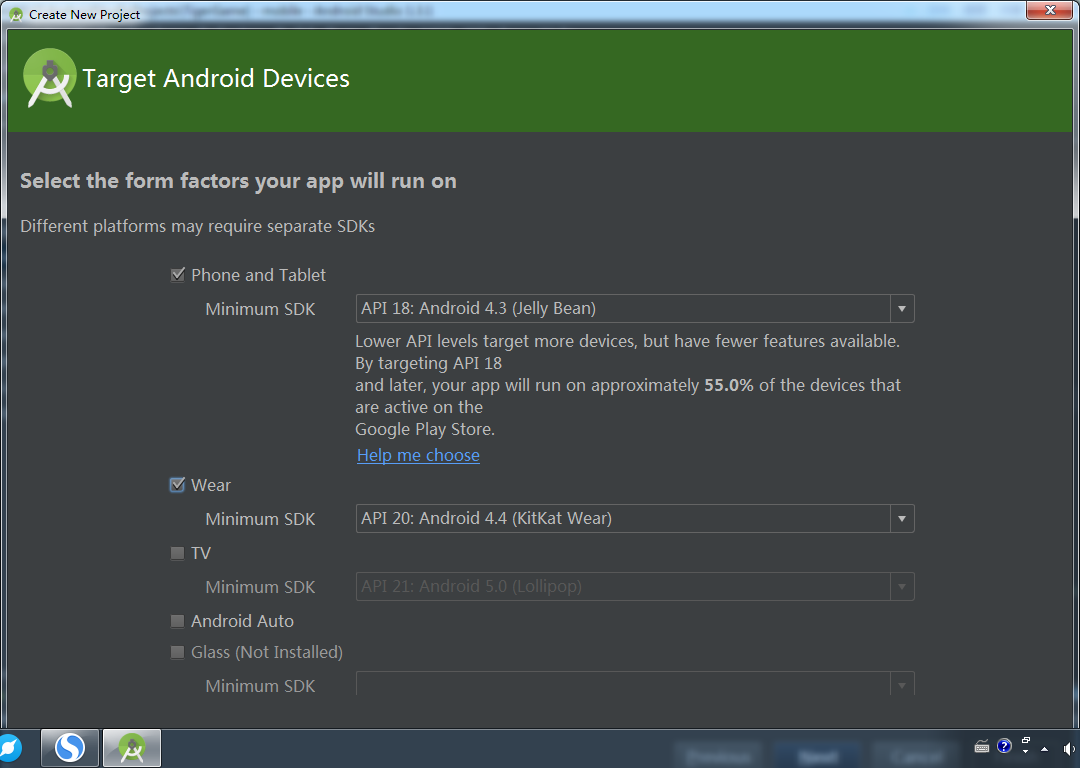 Create New Project
Target Android Devices
Select the form factors your app will run on
Different platforms may require separate SDKs
Phone and Tablet
Minimum SDK
API 18: Android 4.3 (Jelly Bean)
Lower API levels target more devices, but have fewer features available.
By targeting API 18
and later, your app will run on approximately 55.0% of the devices that
are active on the
Google Play Store.
Help me choose
Wear
Minimum SDK
API 20: Android 4.4 (KitKat Wear)
TV
Minimum SDK
API 21: Android 5.0 (Lollipop)
Android Auto
Glass (Not Installed)
Minimum SDK
Previous
Next
Cancel